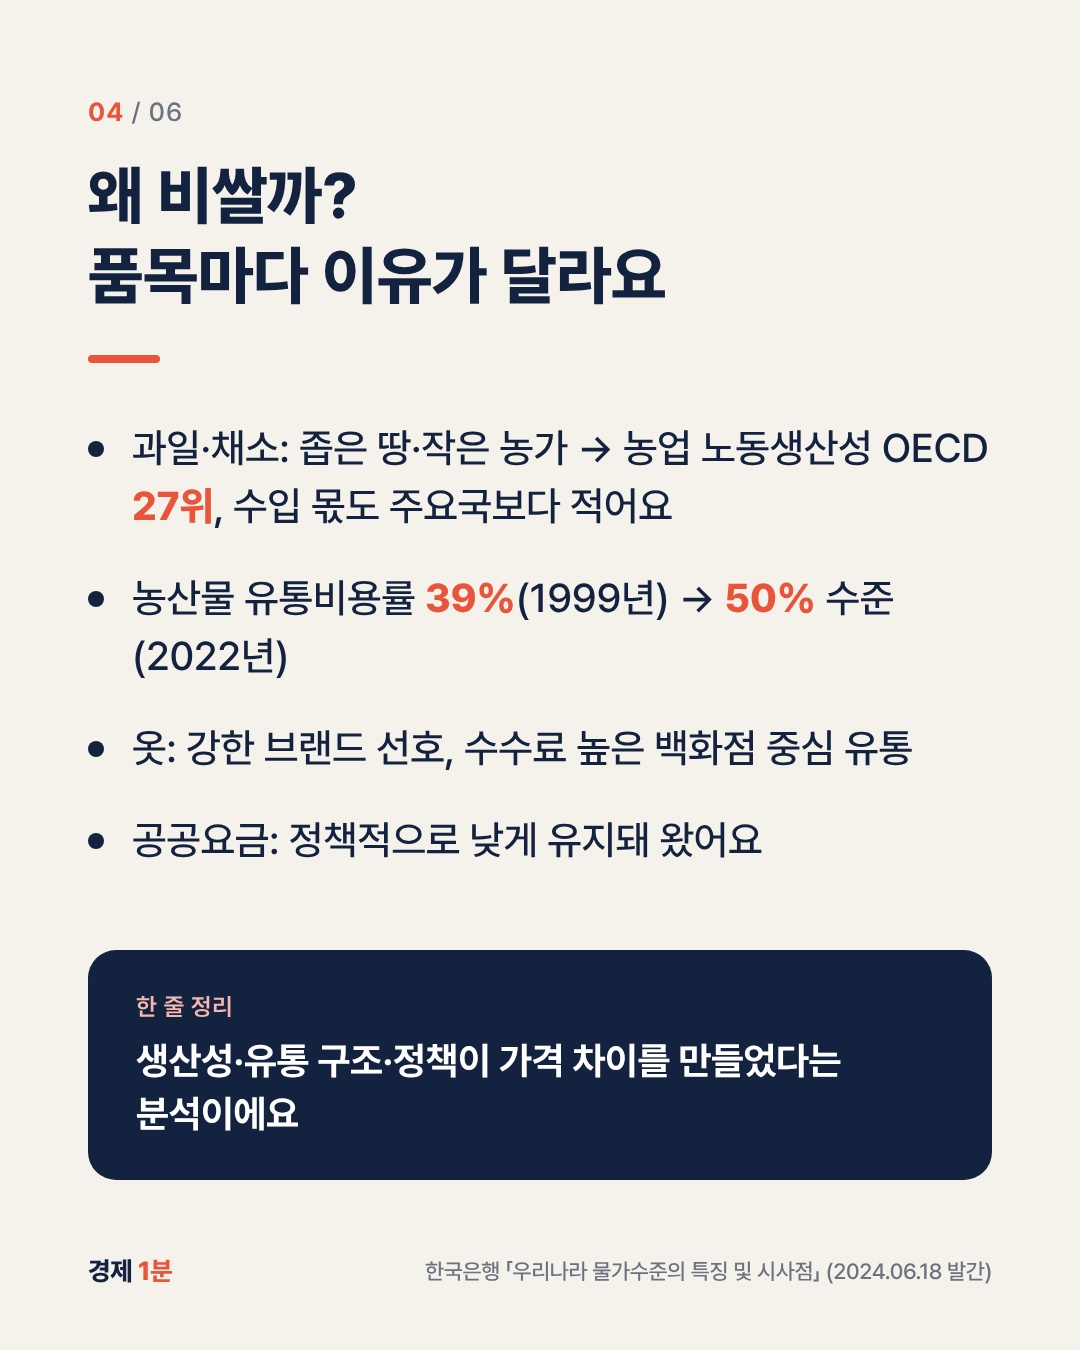 04 / 06
왜 비쌀까?
품목마다 이유가 달라요
• 과일·채소: 좁은 땅·작은 농가 → 농업 노동생산성 OECD
27위, 수입 몫도 주요국보다 적어요
• 농산물 유통비용률 39%(1999년) → 50% 수준
(2022년)
• 옷: 강한 브랜드 선호, 수수료 높은 백화점 중심 유통
• 공공요금: 정책적으로 낮게 유지돼 왔어요
한 줄 정리
생산성·유통 구조·정책이 가격 차이를 만들었다는
분석이에요
경제 1분
한국은행 「우리나라 물가수준의 특징 및 시사점」 (2024.06.18 발간)